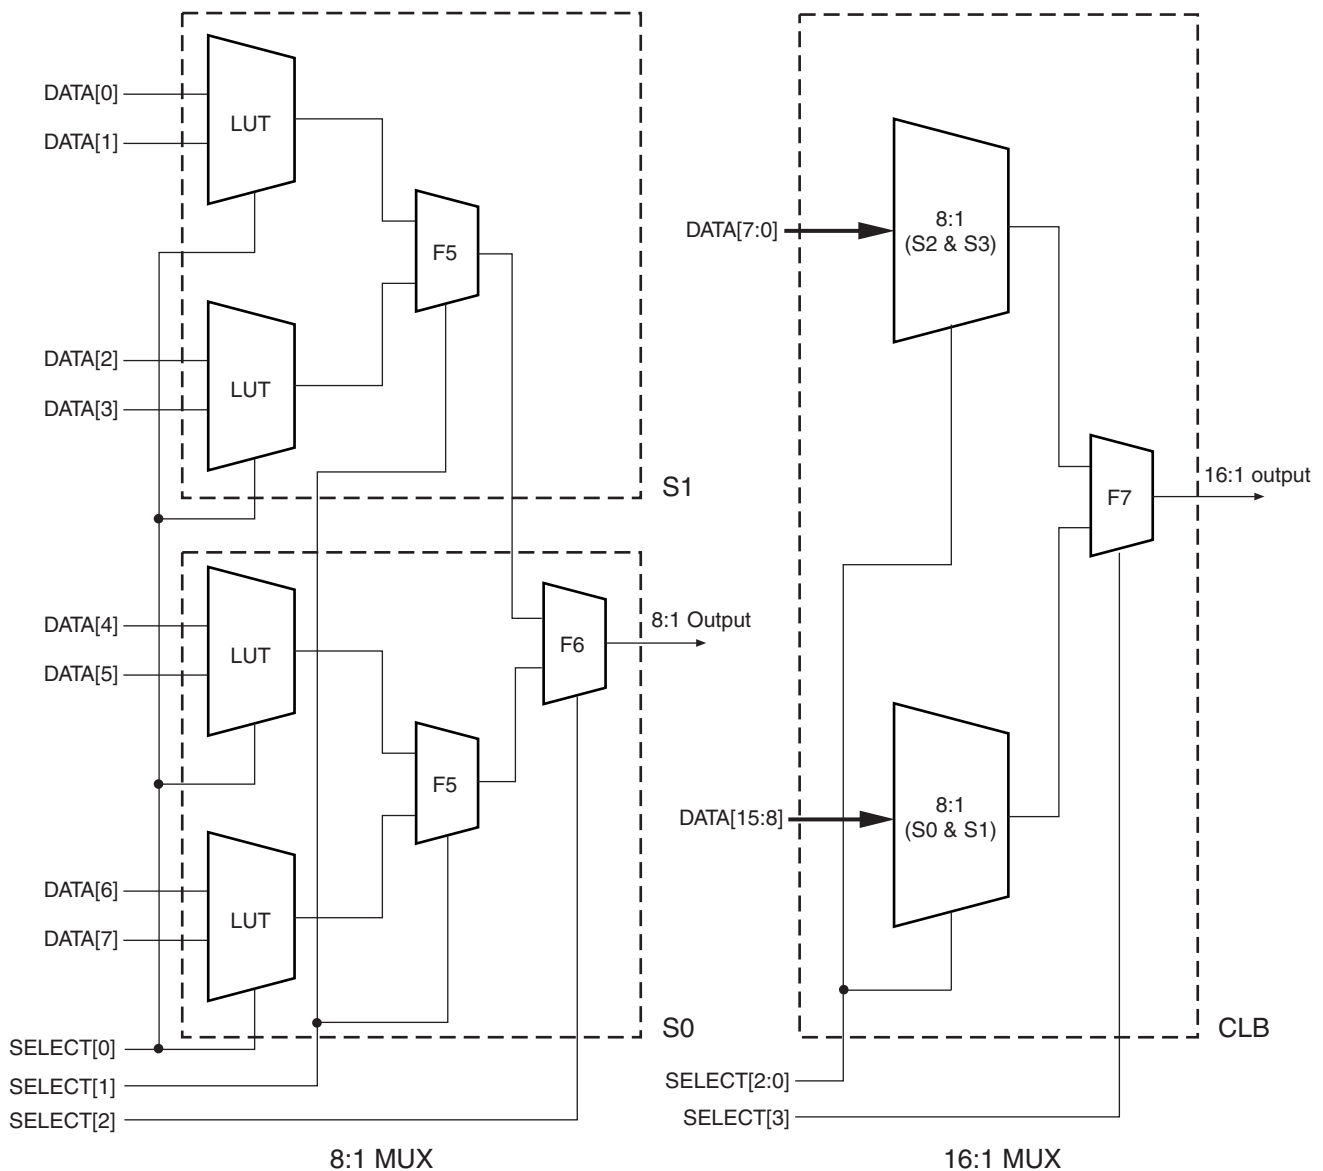 DATA[0]
DATA[1]
LUT
F5
DATA[2]
DATA[3]
LUT
S1
DATA[4]
DATA[5]
LUT
F6
8:1 Output
F5
DATA[6]
DATA[7]
LUT
S0
SELECT[0]
SELECT[1]
SELECT[2]
8:1 MUX
DATA[7:0]
8:1
(S2 & S3)
F7
16:1 output
DATA[15:8]
8:1
(S0 & S1)
CLB
SELECT[2:0]
SELECT[3]
16:1 MUX